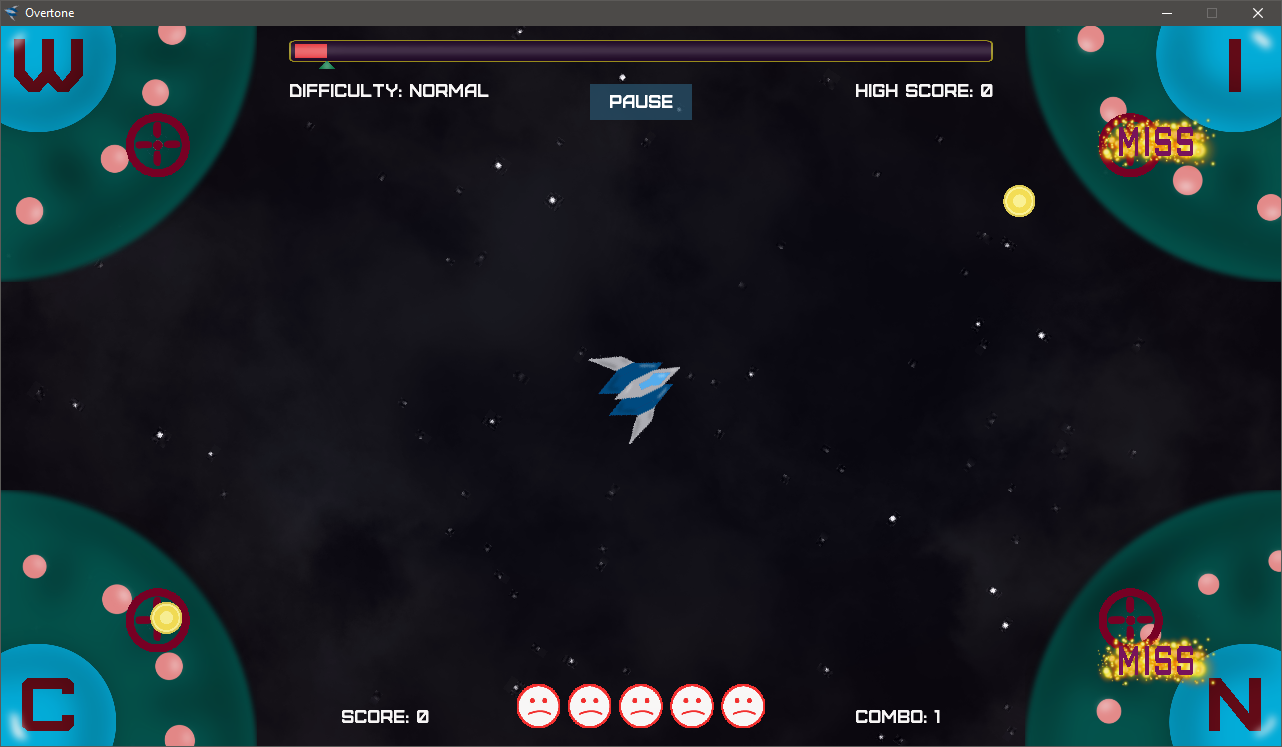 Overtone
W
I
DIFFICULTY: NORMAL
PAUSE
HIGH SCORE: 0
MISS
MISS
C
N
SCORE: 0
COMBO: 1